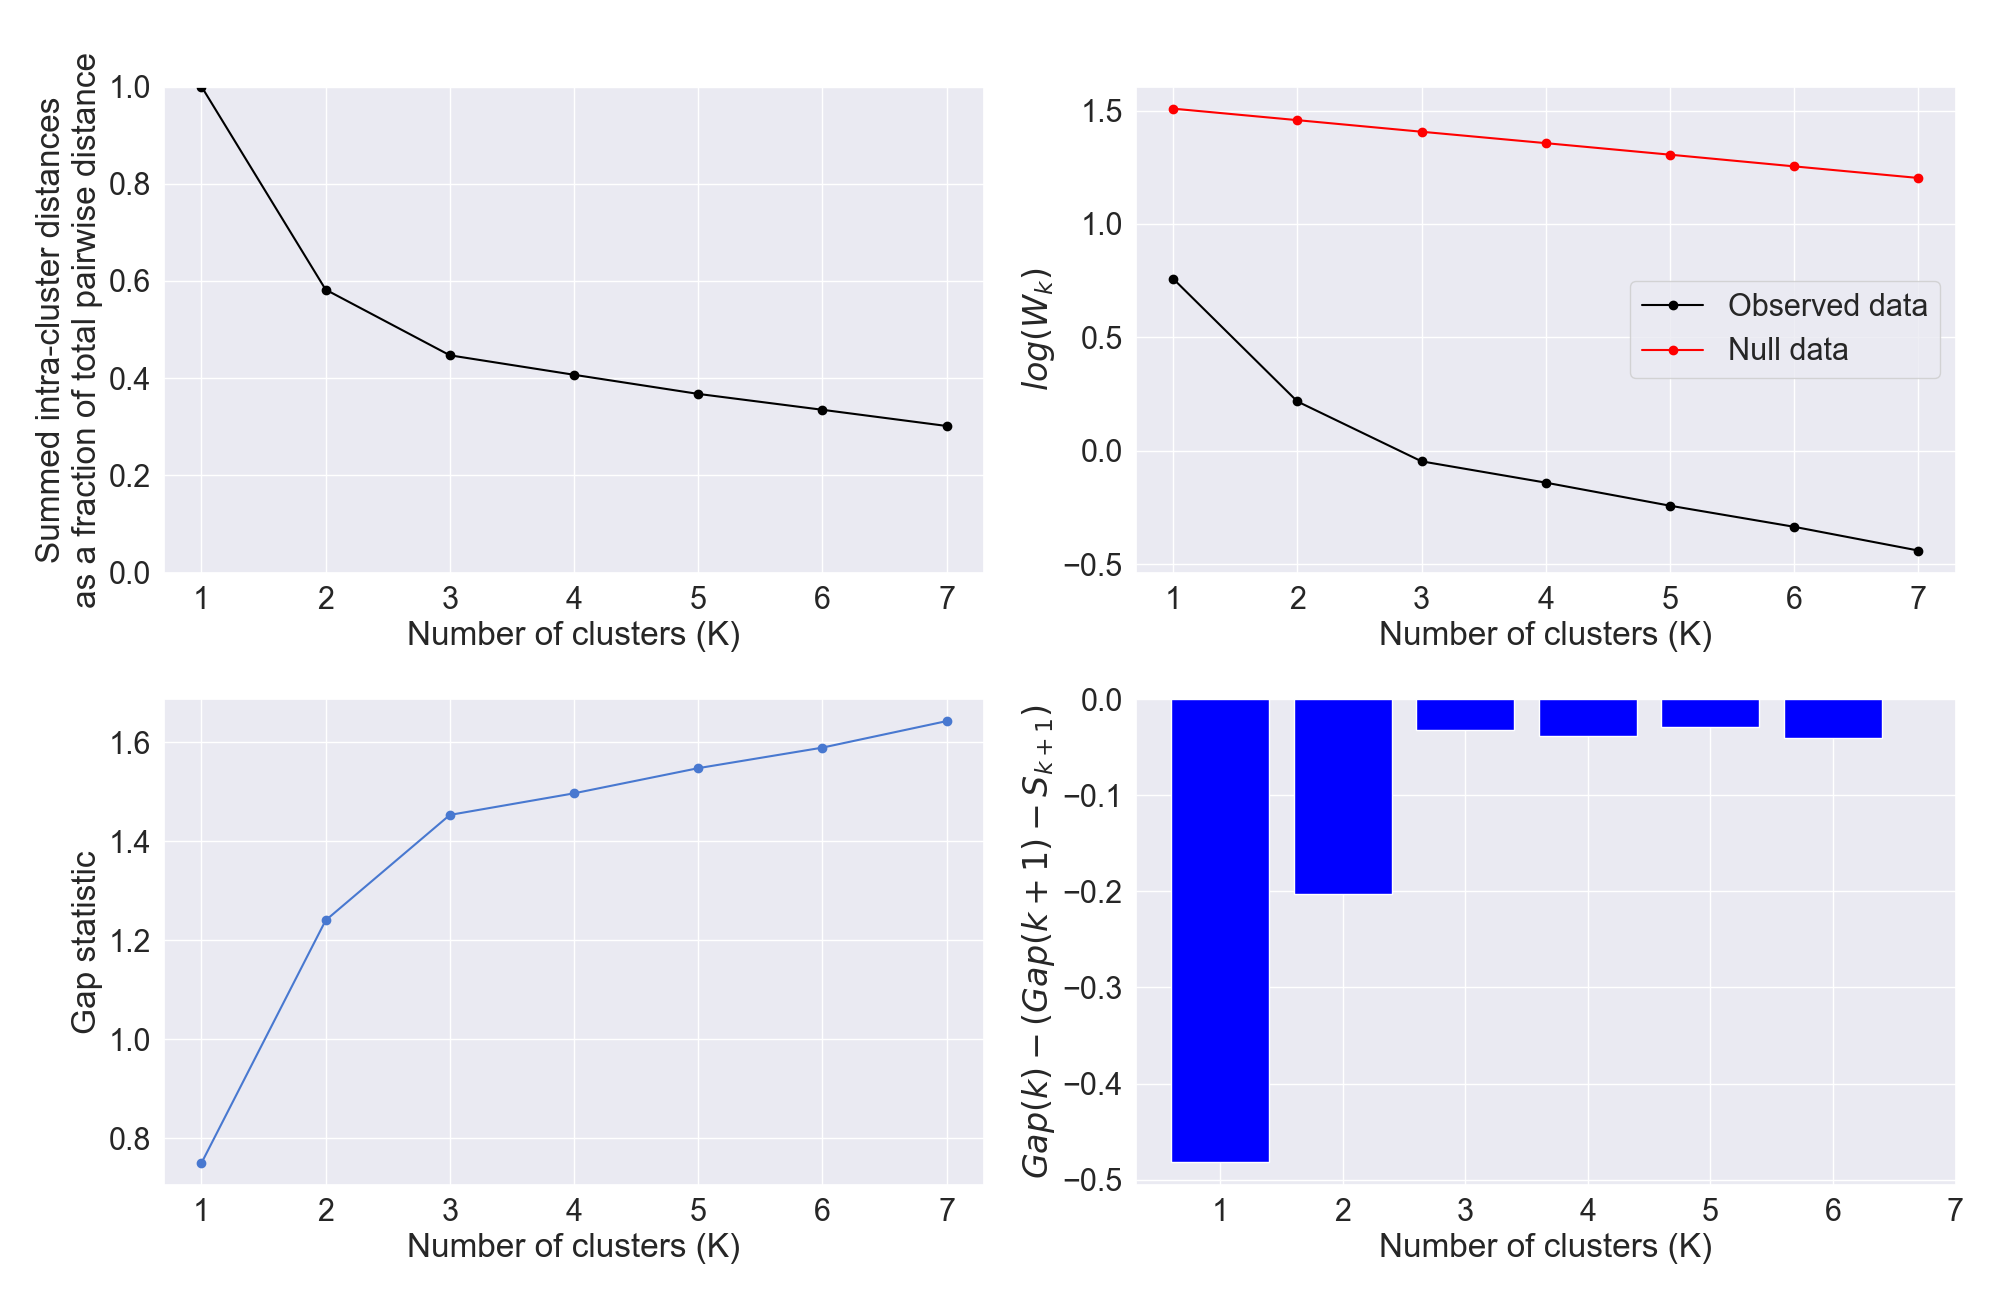 Summed intra-cluster distances
as a fraction of total pairwise distance
1.0
0.8
0.6
0.4
0.2
0.0
1 2 3 4 5 6 7
Number of clusters (K)
log(W_k)
1.5
1.0
0.5
0.0
−0.5
Observed data
Null data
1 2 3 4 5 6 7
Number of clusters (K)
Gap statistic
1.6
1.4
1.2
1.0
0.8
1 2 3 4 5 6 7
Number of clusters (K)
Gap(k) − (Gap(k + 1) − S_{k+1})
0.0
−0.1
−0.2
−0.3
−0.4
−0.5
1 2 3 4 5 6 7
Number of clusters (K)